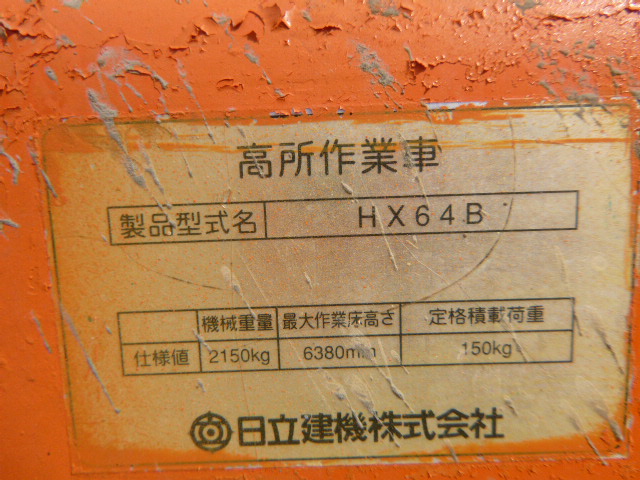 高所作業車
製品型式名 HX64B
機械重量 最大作業床高さ 定格積載荷重
仕様値 2150kg 6380mm 150kg
日立建機株式会社